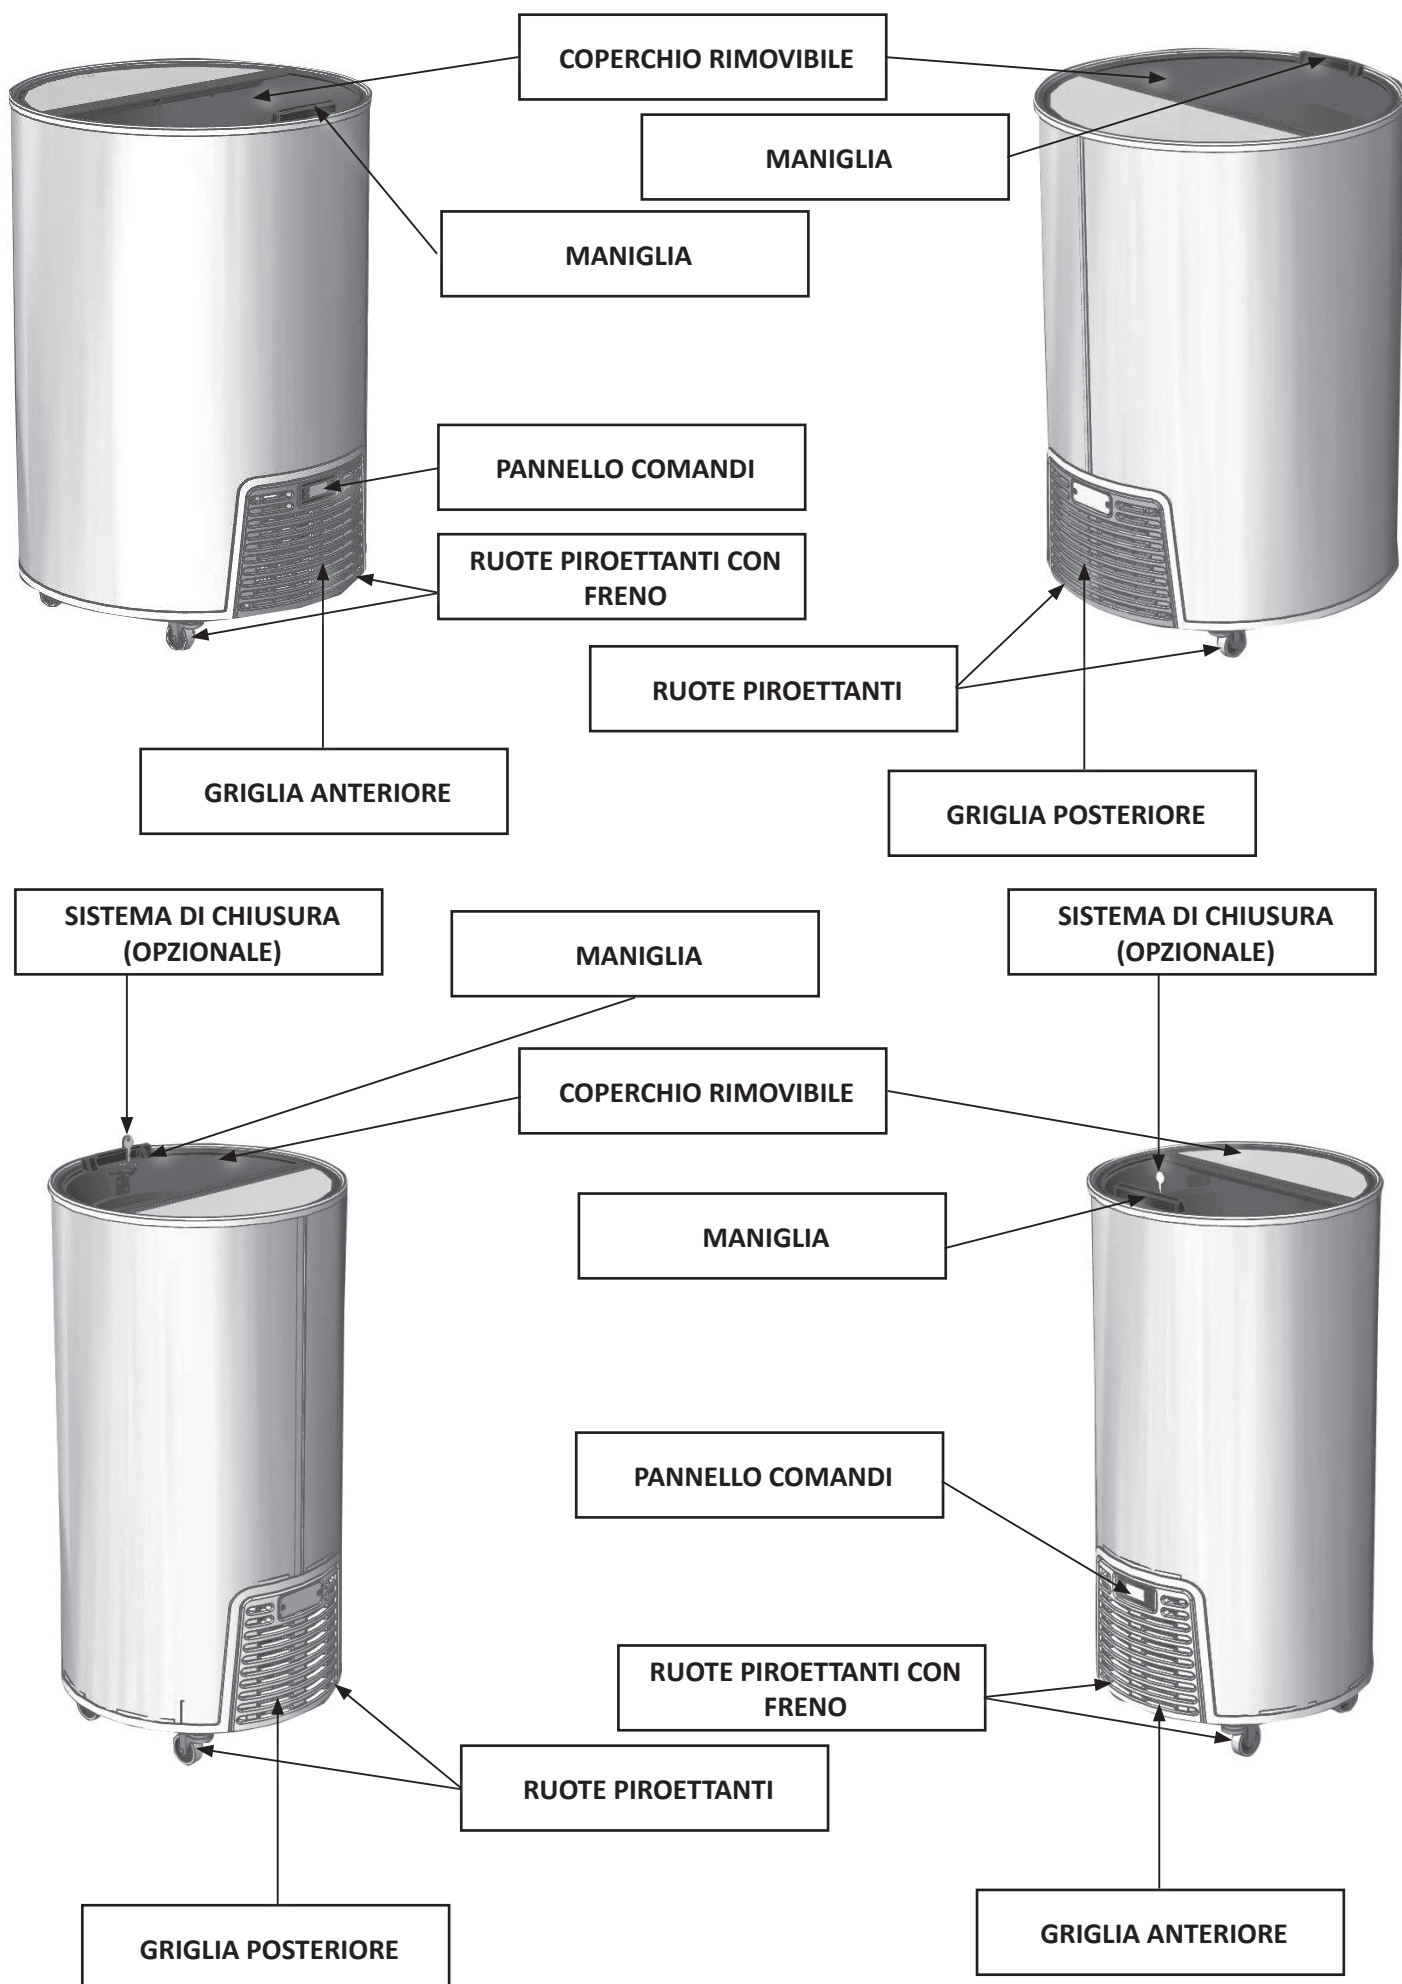 COPERCHIO RIMOVIBILE
MANIGLIA
MANIGLIA
PANNELLO COMANDI
RUOTE PIROETTANTI CON
FRENO
RUOTE PIROETTANTI
GRIGLIA ANTERIORE
GRIGLIA POSTERIORE
SISTEMA DI CHIUSURA
(OPZIONALE)
MANIGLIA
SISTEMA DI CHIUSURA
(OPZIONALE)
COPERCHIO RIMOVIBILE
MANIGLIA
PANNELLO COMANDI
RUOTE PIROETTANTI CON
FRENO
RUOTE PIROETTANTI
GRIGLIA ANTERIORE
GRIGLIA POSTERIORE